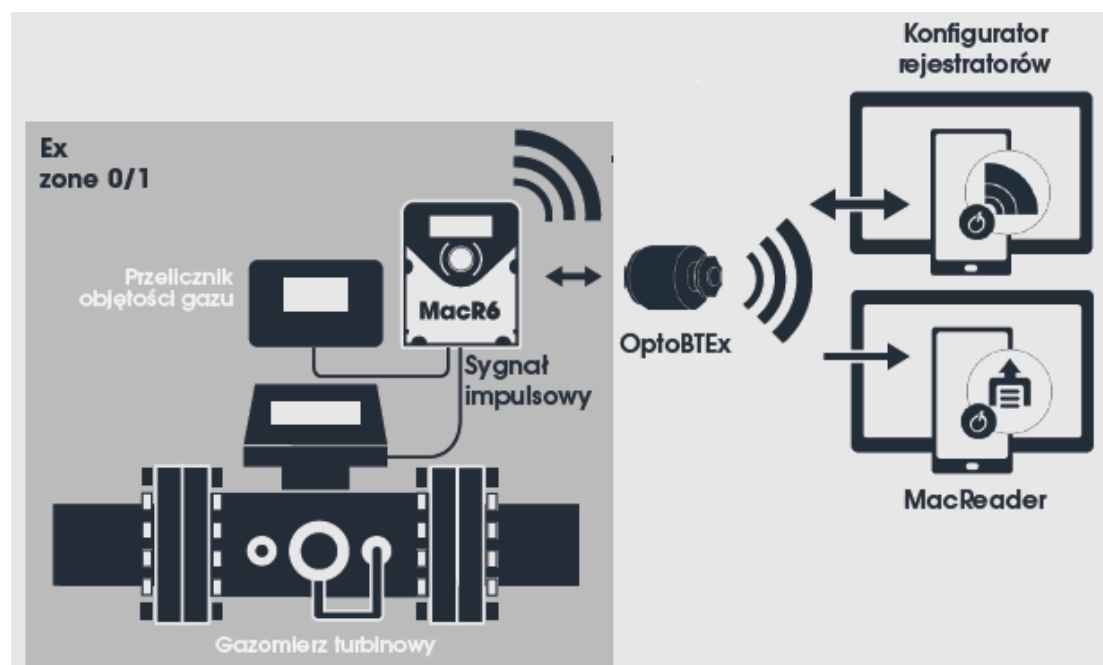 Konfigurator
rejestratorów
Ex
zone 0/1
Przelicznik
objętości gazu
MacR6
OptoBTEx
Sygnał
impulsowy
MacReader
Gazomierz turbinowy